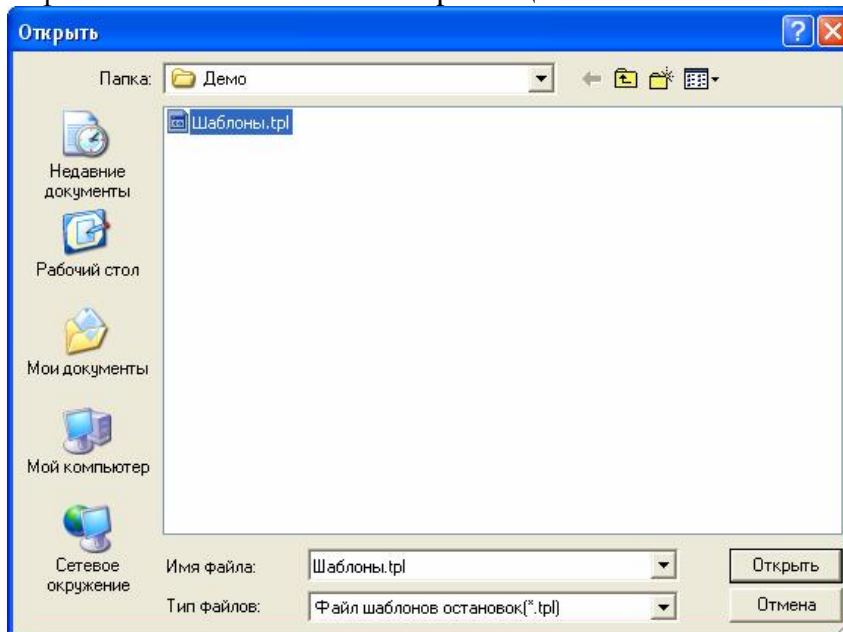 Открыть
Папка:
Демо
Шаблоны.tpl
Недавние
документы
Рабочий стол
Мои документы
Мой компьютер
Сетевое
окружение
Имя файла:
Шаблоны.tpl
Открыть
Тип файлов:
Файл шаблонов остановок(*.tpl)
Отмена